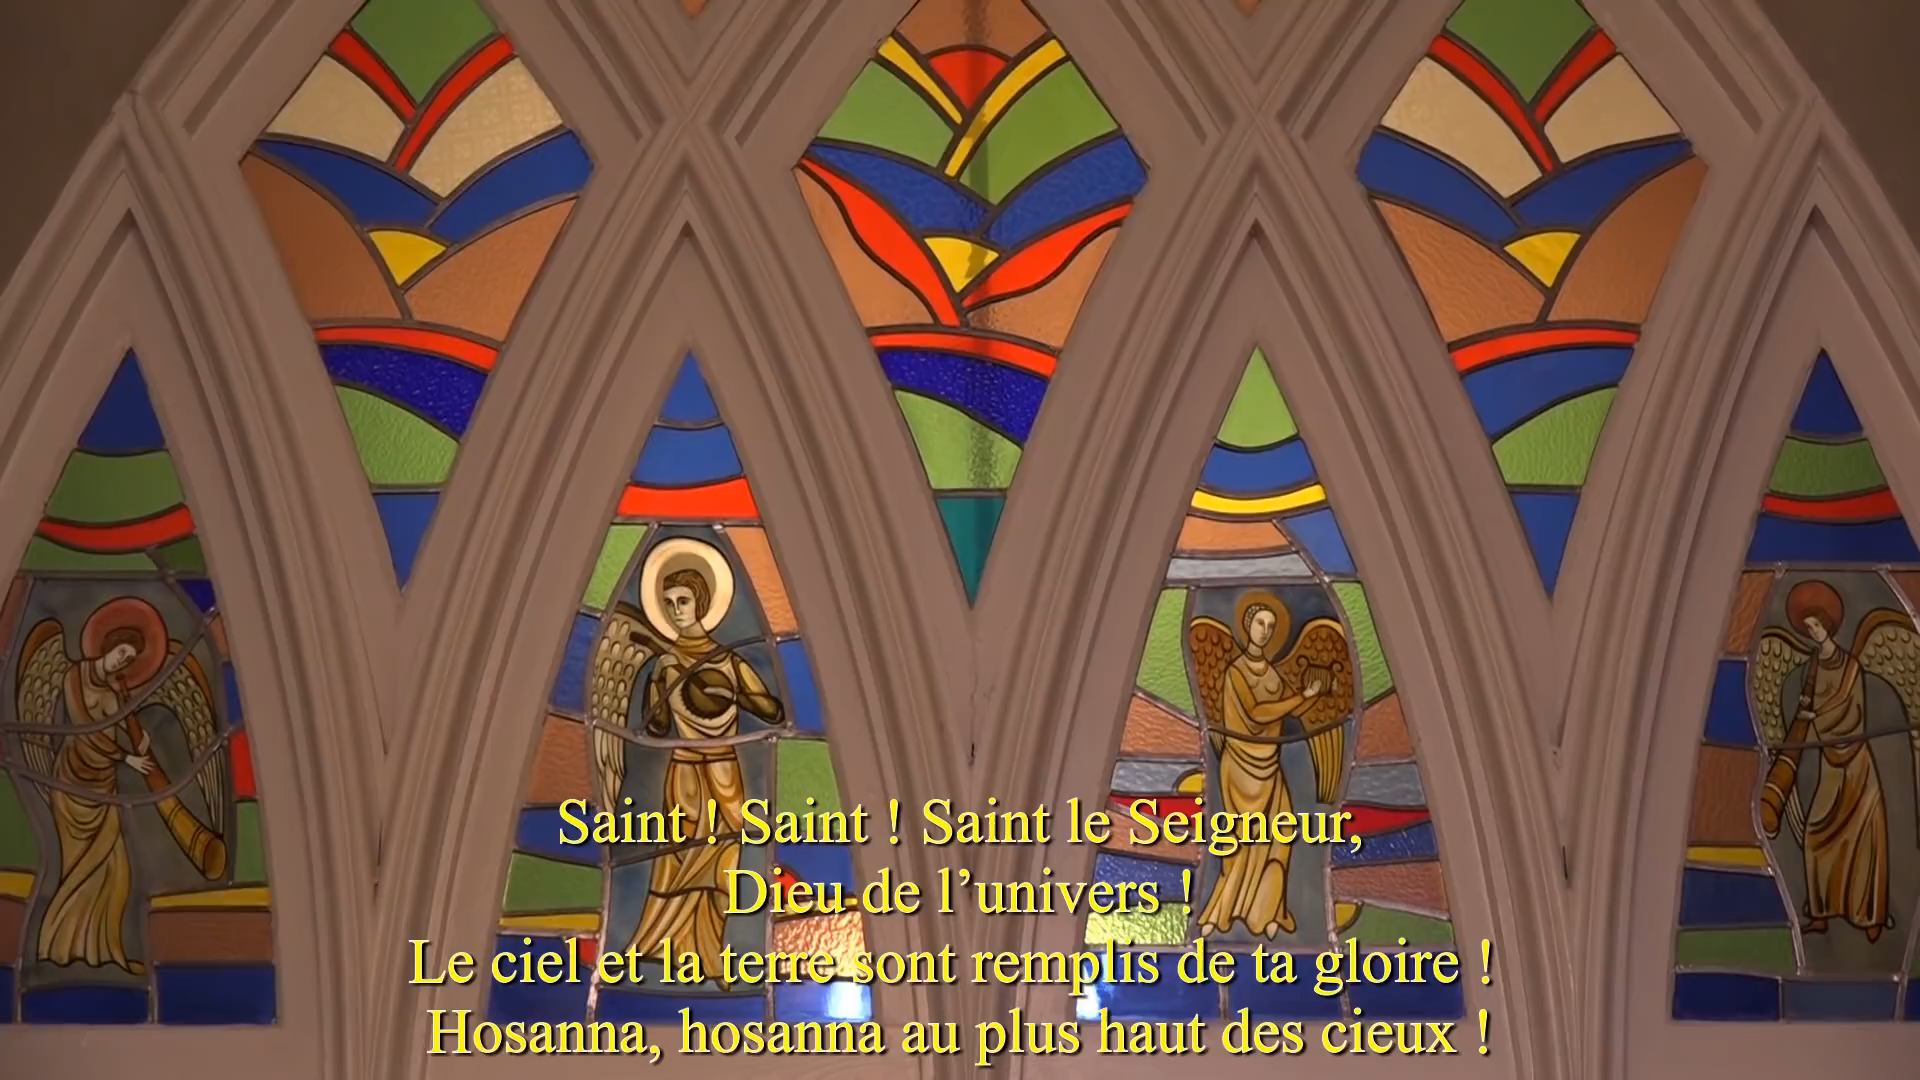 Saint ! Saint ! Saint le Seigneur,
Dieu de l’univers !
Le ciel et la terre sont remplis de ta gloire !
Hosanna, hosanna au plus haut des cieux !